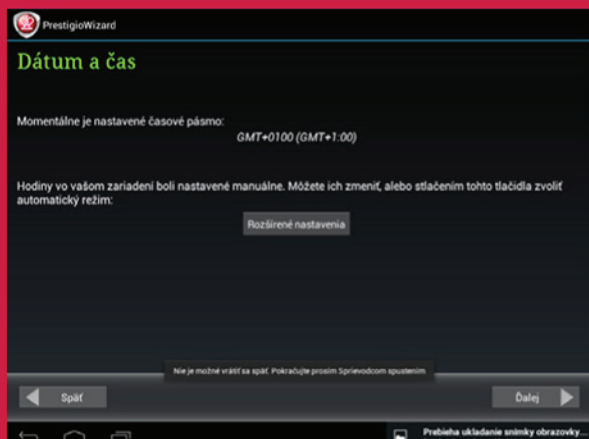 PrestigioWizard
Dátum a čas
Momentálne je nastavené časové pásmo:
GMT+0100 (GMT+1:00)
Hodiny vo vašom zariadení boli nastavené manuálne. Môžete ich zmeniť, alebo stlačením tohto tlačidla zvoliť
automatický režim:
Rozšírené nastavenia
Nie je možné vrátiť sa späť. Pokračujte prosím Sprievodcom spustením
Späť
Ďalej
Prebieha ukladanie snímky obrazovky...